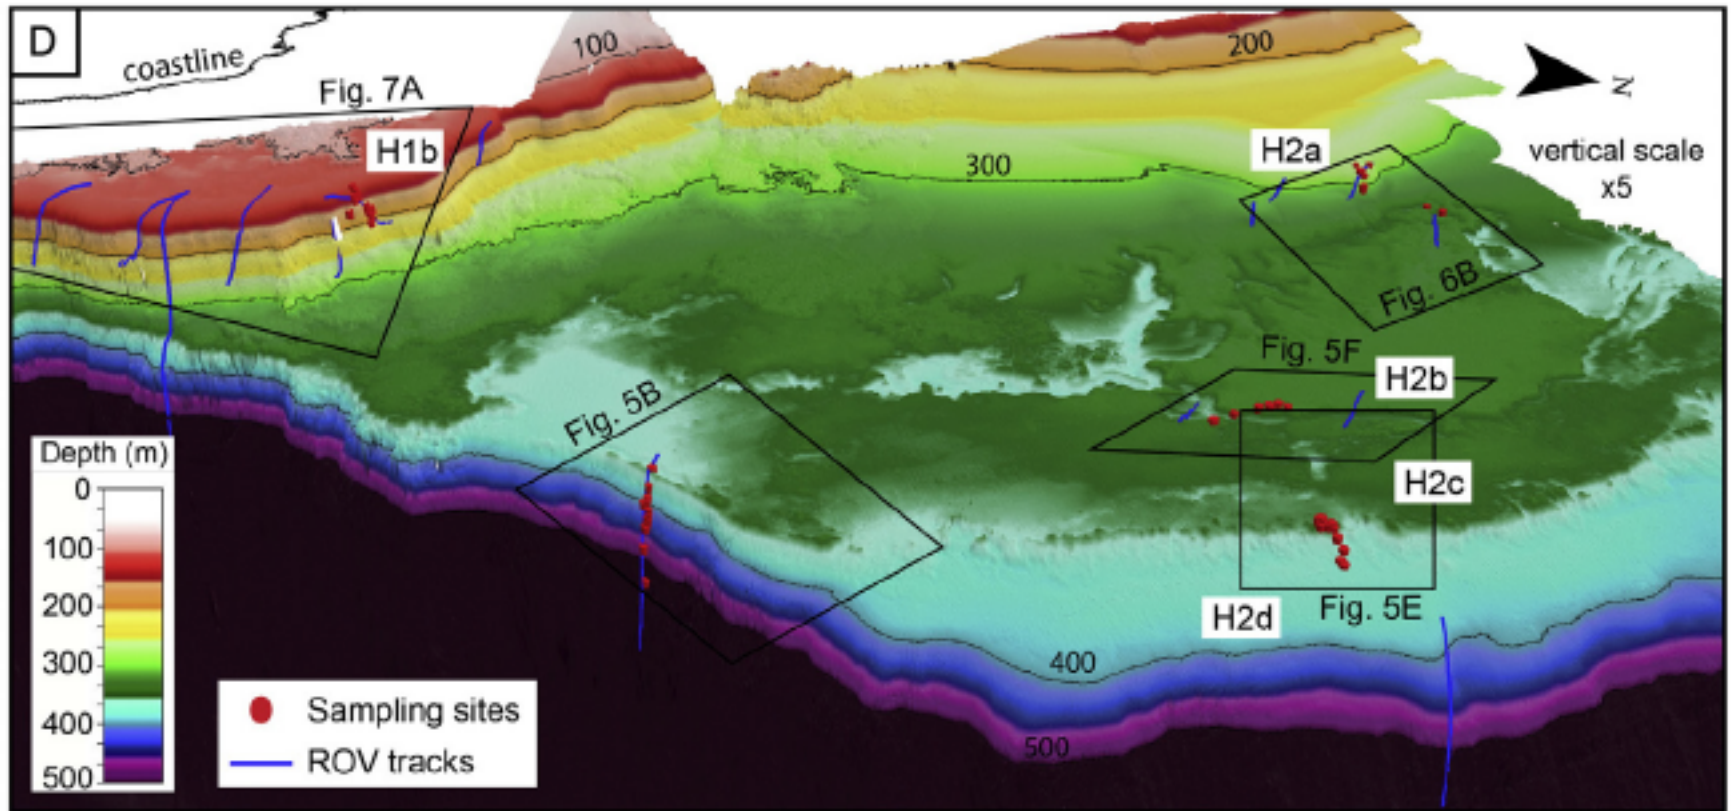 D
coastline
100
200
Fig. 7A
N
H1b
H2a
vertical scale
x5
300
Fig. 6B
Fig. 5F
H2b
Fig. 5B
H2c
Depth (m)
0
100
200
300
400
500
H2d
Fig. 5E
400
500
Sampling sites
ROV tracks